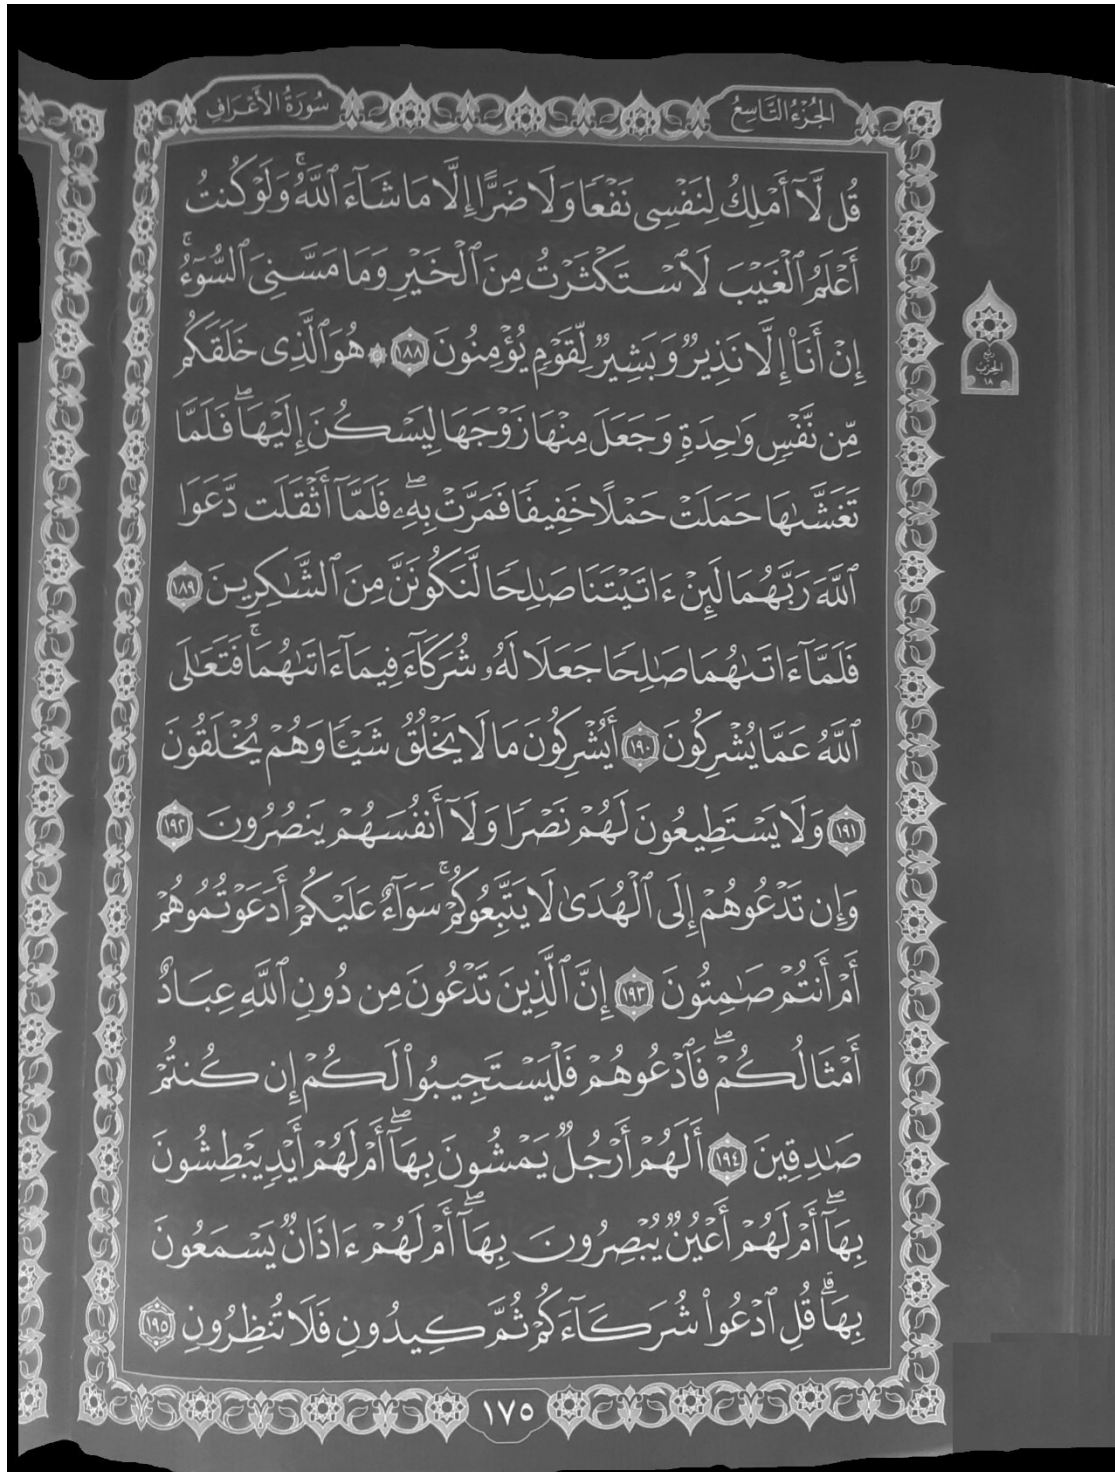 الجُزْءُ التَّاسِعُ
سُورَةُ الأَعْرَافِ
قُل لَّآ أَمْلِكُ لِنَفْسِى نَفْعًا وَلَا ضَرًّا إِلَّا مَا شَآءَ ٱللَّهُۚ وَلَوْ كُنتُ
أَعْلَمُ ٱلْغَيْبَ لَٱسْتَكْثَرْتُ مِنَ ٱلْخَيْرِ وَمَا مَسَّنِىَ ٱلسُّوٓءُۚ
إِنْ أَنَا۠ إِلَّا نَذِيرٌ وَبَشِيرٌ لِّقَوْمٍ يُؤْمِنُونَ ١٨٨ ۞ هُوَ ٱلَّذِى خَلَقَكُم
مِّن نَّفْسٍ وَٰحِدَةٍ وَجَعَلَ مِنْهَا زَوْجَهَا لِيَسْكُنَ إِلَيْهَاۖ فَلَمَّا
تَغَشَّىٰهَا حَمَلَتْ حَمْلًا خَفِيفًا فَمَرَّتْ بِهِۦۖ فَلَمَّآ أَثْقَلَت دَّعَوَا
ٱللَّهَ رَبَّهُمَا لَئِنْ ءَاتَيْتَنَا صَٰلِحًا لَّنَكُونَنَّ مِنَ ٱلشَّٰكِرِينَ ١٨٩
فَلَمَّآ ءَاتَىٰهُمَا صَٰلِحًا جَعَلَا لَهُۥ شُرَكَآءَ فِيمَآ ءَاتَىٰهُمَاۚ فَتَعَٰلَى
ٱللَّهُ عَمَّا يُشْرِكُونَ ١٩٠ أَيُشْرِكُونَ مَا لَا يَخْلُقُ شَيْـًٔا وَهُمْ يُخْلَقُونَ
١٩١ وَلَا يَسْتَطِيعُونَ لَهُمْ نَصْرًا وَلَآ أَنفُسَهُمْ يَنصُرُونَ ١٩٢
وَإِن تَدْعُوهُمْ إِلَى ٱلْهُدَىٰ لَا يَتَّبِعُوكُمْۚ سَوَآءٌ عَلَيْكُمْ أَدَعَوْتُمُوهُمْ
أَمْ أَنتُمْ صَٰمِتُونَ ١٩٣ إِنَّ ٱلَّذِينَ تَدْعُونَ مِن دُونِ ٱللَّهِ عِبَادٌ
أَمْثَالُكُمْۖ فَٱدْعُوهُمْ فَلْيَسْتَجِيبُوا۟ لَكُمْ إِن كُنتُمْ
صَٰدِقِينَ ١٩٤ أَلَهُمْ أَرْجُلٌ يَمْشُونَ بِهَآۖ أَمْ لَهُمْ أَيْدٍ يَبْطِشُونَ
بِهَآۖ أَمْ لَهُمْ أَعْيُنٌ يُبْصِرُونَ بِهَآۖ أَمْ لَهُمْ ءَاذَانٌ يَسْمَعُونَ
بِهَاۗ قُلِ ٱدْعُوا۟ شُرَكَآءَكُمْ ثُمَّ كِيدُونِ فَلَا تُنظِرُونِ ١٩٥
رُبْع
الحِزْب
١٨
١٧٥